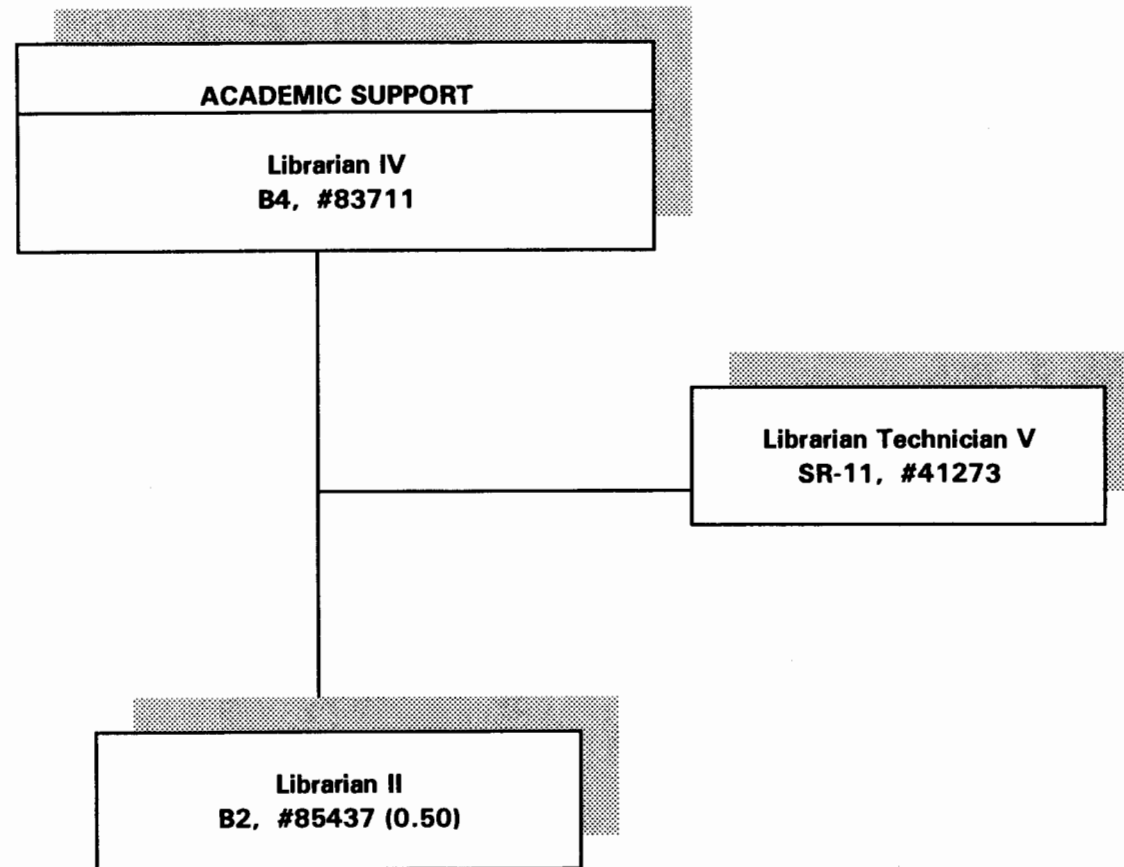 ACADEMIC SUPPORT
Librarian IV
B4, #83711
Librarian Technician V
SR-11, #41273
Librarian II
B2, #85437 (0.50)